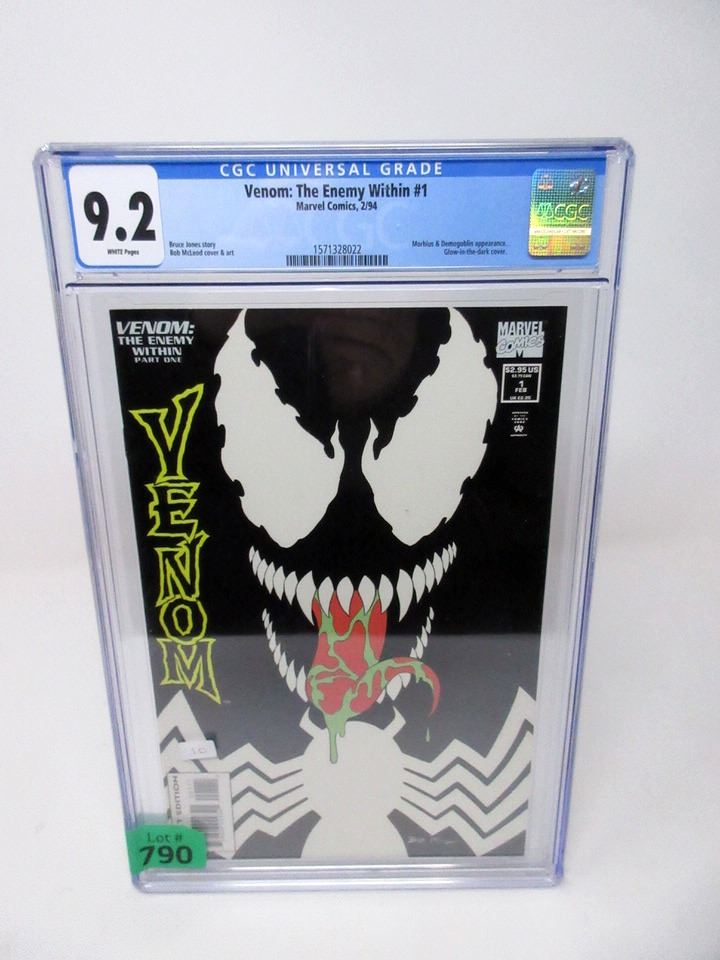 CGC UNIVERSAL GRADE
9.2
WHITE Pages
Venom: The Enemy Within #1
Marvel Comics, 2/94
Bruce Jones story
Bob McLeod cover & art
1571328022
Morbius & Demogoblin appearance.
Glow-in-the-dark cover.
CGC
VENOM:
THE ENEMY
WITHIN
PART ONE
MARVEL
COMICS
$2.95 US
1
FEB
VENOM
EDITION
Lot #
790